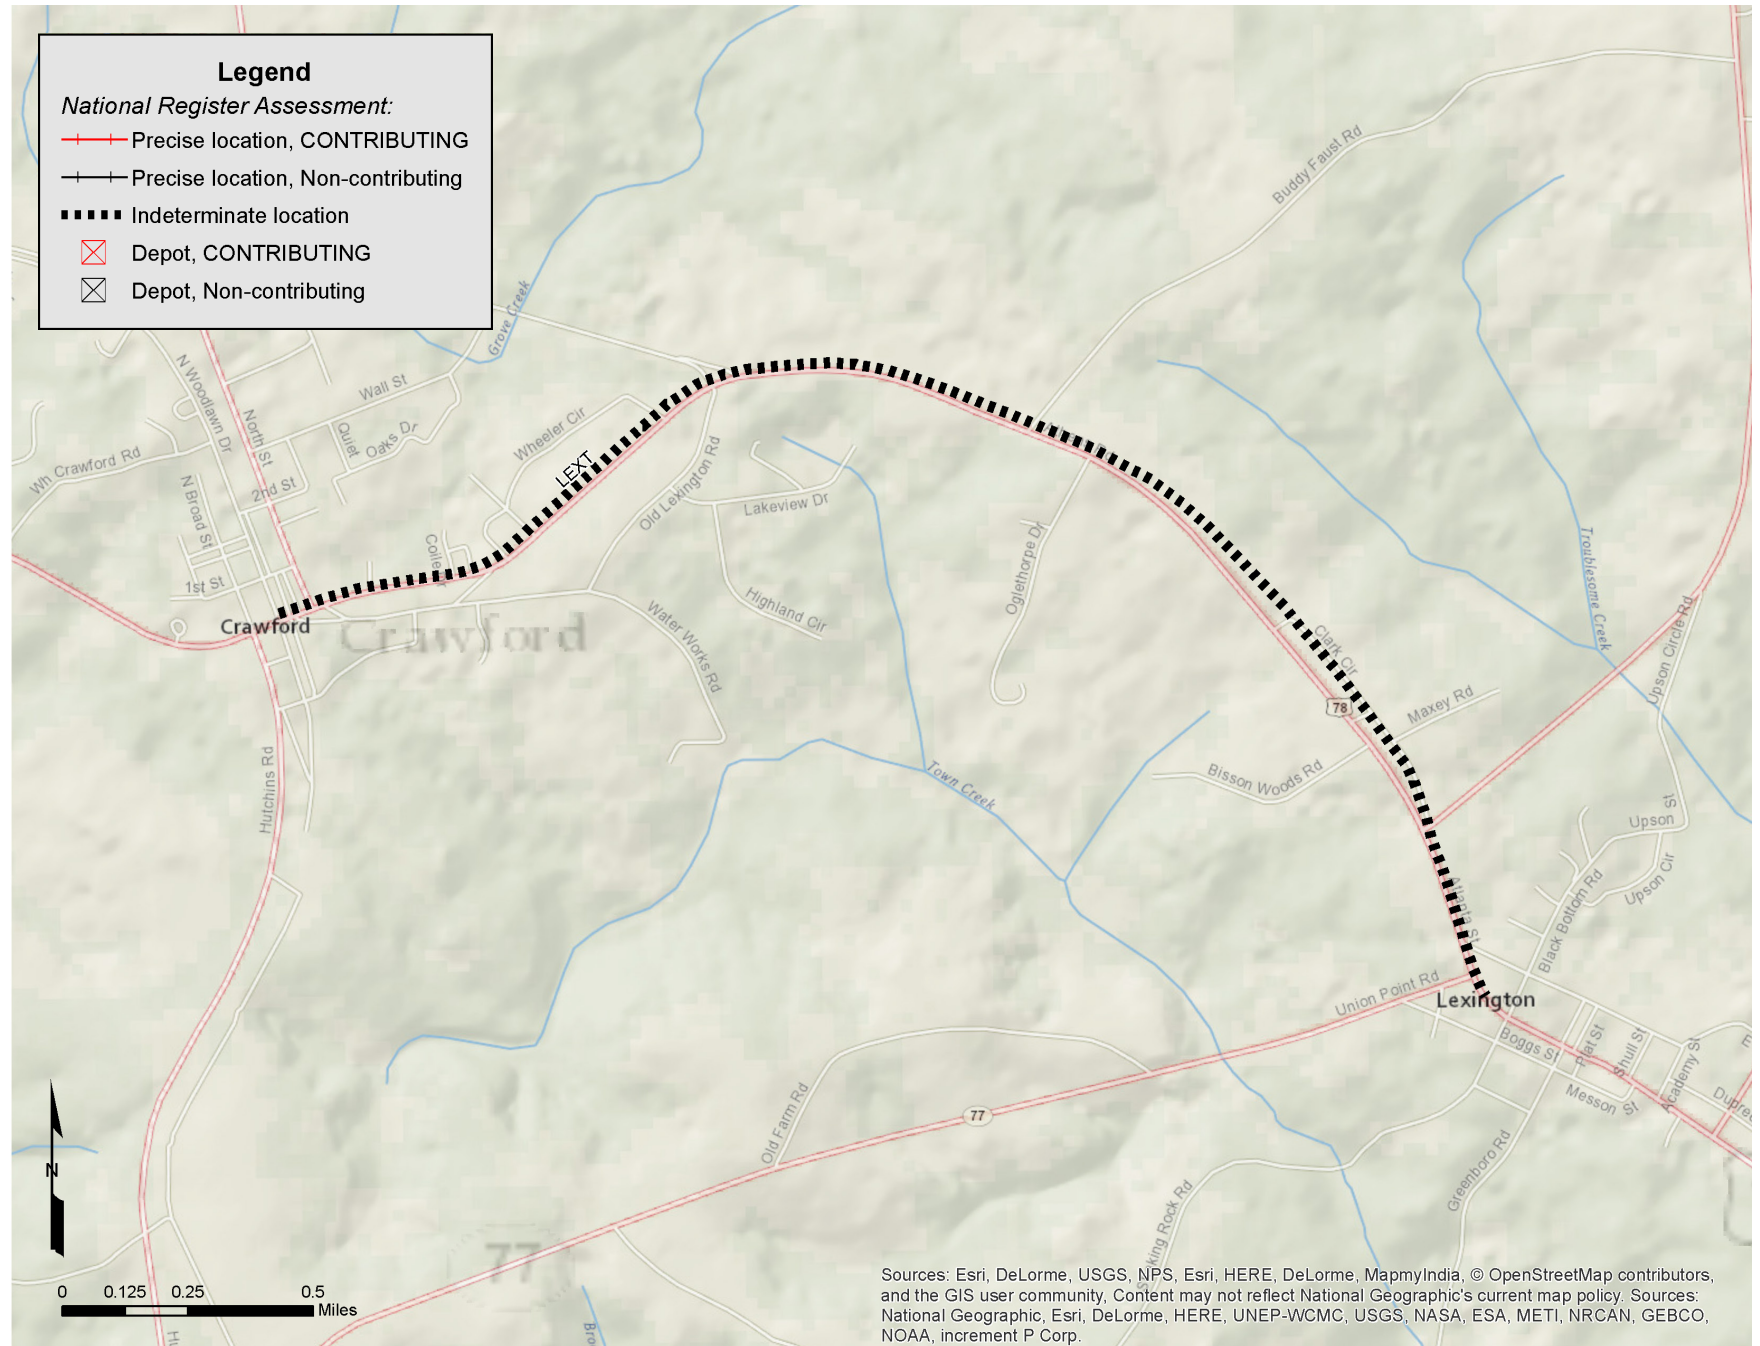 Legend
National Register Assessment:
Precise location, CONTRIBUTING
Precise location, Non-contributing
Indeterminate location
Depot, CONTRIBUTING
Depot, Non-contributing
Buddy Faust Rd
Grove Creek
N Woodlawn Dr
North St
Wall St
Quiet
Oaks Dr
Wheeler Cir
LEXT
Wh Crawford Rd
N Broad St
2nd St
Old Lexington Rd
Lakeview Dr
1st St
Oglethorpe Dr
Highland Cir
Water Works Rd
Crawford
Crawford
Troublesome Creek
Upson Circle Rd
Clark Cir
78
Maxey Rd
Bisson Woods Rd
Town Creek
Hutchins Rd
Upson
St
Upson Cir
Black Bottom Rd
Atlanta St
Union Point Rd
Lexington
Boggs St
Plat St
Shull St
Academy St
Messon St
Greenboro Rd
Old Farm Rd
77
77
N
0 0.125 0.25 0.5
Miles
Sources: Esri, DeLorme, USGS, NPS, Esri, HERE, DeLorme, MapmyIndia, © OpenStreetMap contributors,
and the GIS user community, Content may not reflect National Geographic's current map policy. Sources:
National Geographic, Esri, DeLorme, HERE, UNEP-WCMC, USGS, NASA, ESA, METI, NRCAN, GEBCO,
NOAA, increment P Corp.